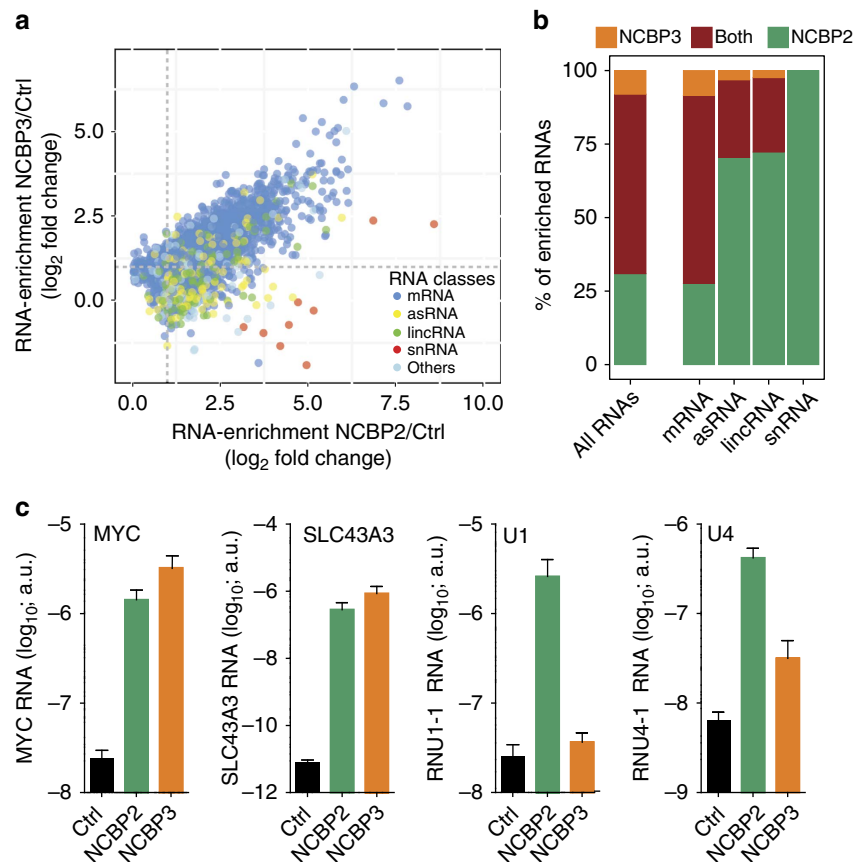 a
RNA-enrichment NCBP3/Ctrl
(log2 fold change)
5.0
2.5
0.0
RNA classes
mRNA
asRNA
lincRNA
snRNA
Others
0.0 2.5 5.0 7.5 10.0
RNA-enrichment NCBP2/Ctrl
(log2 fold change)
b
NCBP3 Both NCBP2
% of enriched RNAs
100
75
50
25
0
All RNAs mRNA asRNA lincRNA snRNA
c
MYC
MYC RNA (log10; a.u.)
−5
−6
−7
−8
Ctrl NCBP2 NCBP3
SLC43A3
SLC43A3 RNA (log10; a.u.)
−4
−6
−8
−10
−12
Ctrl NCBP2 NCBP3
U1
RNU1-1 RNA (log10; a.u.)
−5
−6
−7
−8
Ctrl NCBP2 NCBP3
U4
RNU4-1 RNA (log10; a.u.)
−6
−7
−8
−9
Ctrl NCBP2 NCBP3